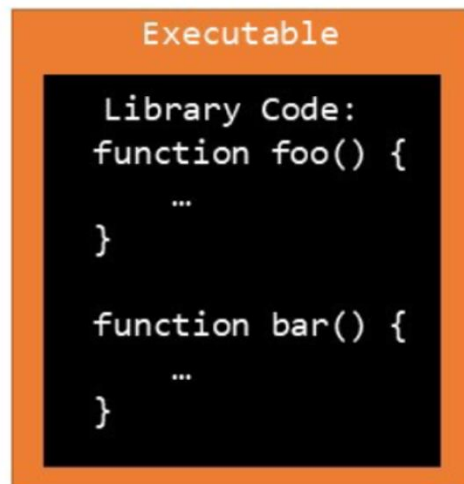 Executable
Library Code:
function foo() {
…
}
function bar() {
…
}